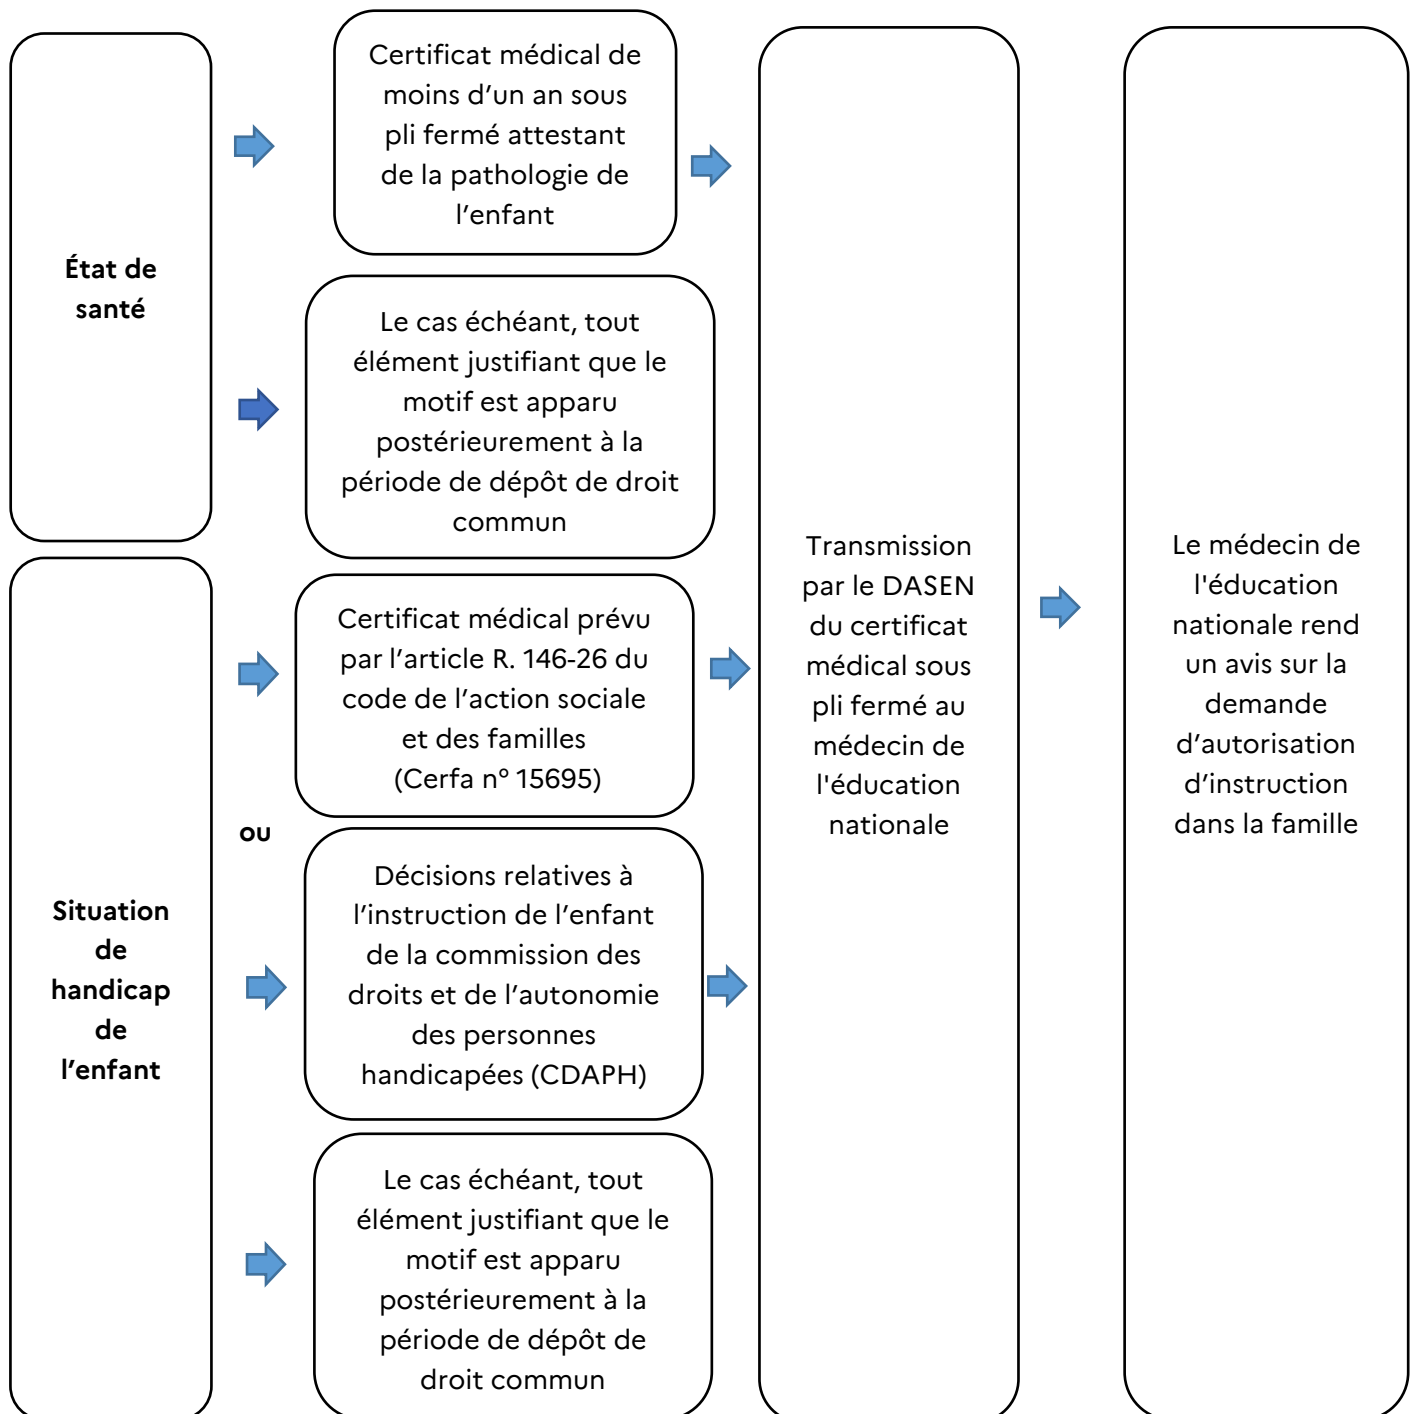 État de
santé
Certificat médical de
moins d’un an sous
pli fermé attestant
de la pathologie de
l’enfant
Le cas échéant, tout
élément justifiant que le
motif est apparu
postérieurement à la
période de dépôt de droit
commun
Situation
de
handicap
de
l’enfant
Certificat médical prévu
par l’article R. 146-26 du
code de l’action sociale
et des familles
(Cerfa n° 15695)
ou
Décisions relatives à
l’instruction de l’enfant
de la commission des
droits et de l’autonomie
des personnes
handicapées (CDAPH)
Le cas échéant, tout
élément justifiant que le
motif est apparu
postérieurement à la
période de dépôt de
droit commun
Transmission
par le DASEN
du certificat
médical sous
pli fermé au
médecin de
l'éducation
nationale
Le médecin de
l'éducation
nationale rend
un avis sur la
demande
d’autorisation
d’instruction
dans la famille